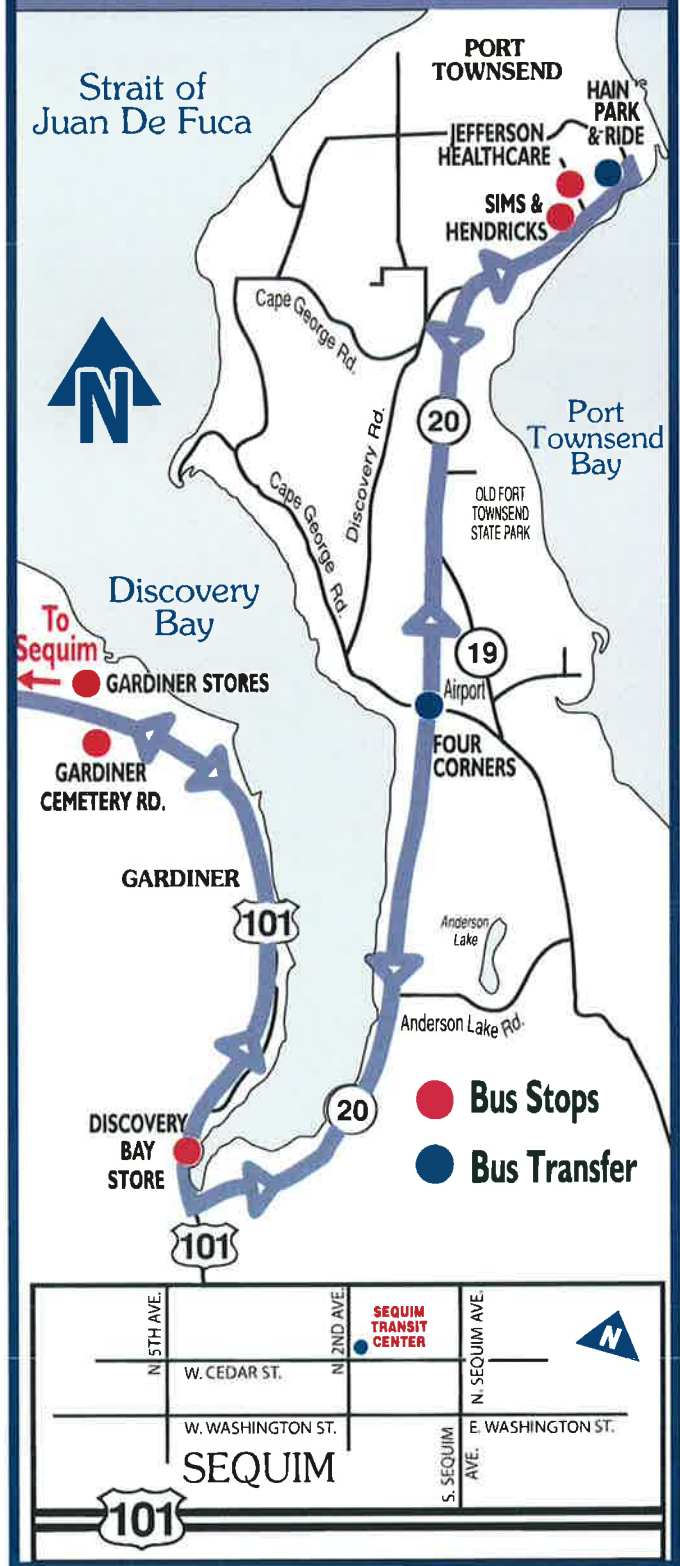 PORT
TOWNSEND
Strait of
Juan De Fuca
HAIN'S
PARK
& RIDE
JEFFERSON
HEALTHCARE
SIMS &
HENDRICKS
Cape George Rd.
N
20
Port
Townsend
Bay
Discovery Rd.
OLD FORT
TOWNSEND
STATE PARK
Cape George Rd.
Discovery
Bay
To
Sequim
GARDINER STORES
19
Airport
GARDINER
CEMETERY RD.
FOUR
CORNERS
GARDINER
101
Anderson
Lake
Anderson Lake Rd.
20
Bus Stops
DISCOVERY
BAY
STORE
Bus Transfer
101
N 5TH AVE.
N 2ND AVE.
SEQUIM
TRANSIT
CENTER
N. SEQUIM AVE.
N
W. CEDAR ST.
W. WASHINGTON ST.
E. WASHINGTON ST.
S. SEQUIM
AVE.
SEQUIM
101